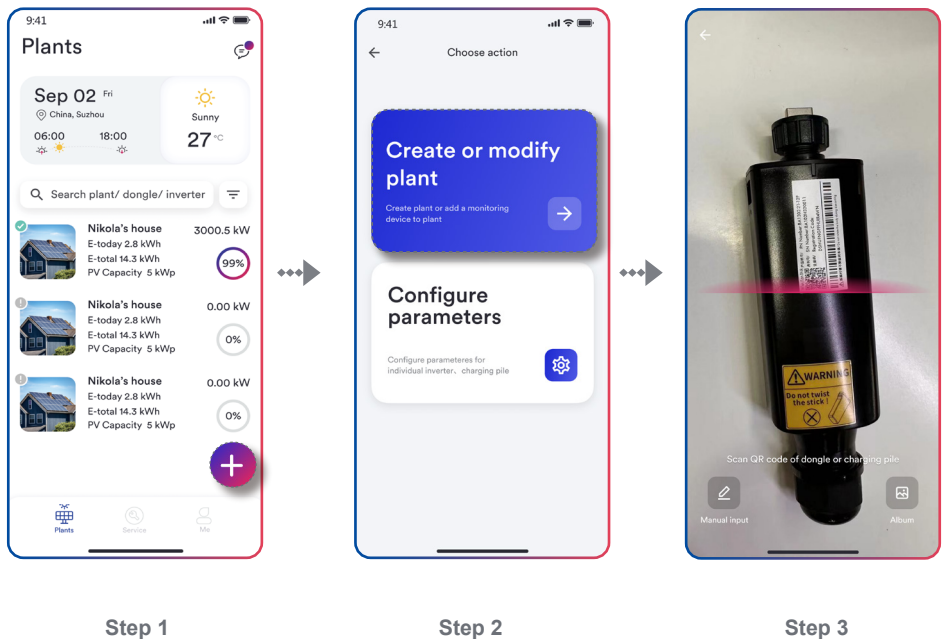 9:41
Plants
Sep 02 Fri
China, Suzhou
06:00 18:00
Sunny
27 °C
Search plant/ dongle/ inverter
Nikola's house 3000.5 kW
E-today 2.8 kWh
E-total 14.3 kWh
PV Capacity 5 kWp
99%
Nikola's house 0.00 kW
E-today 2.8 kWh
E-total 14.3 kWh
PV Capacity 5 kWp
0%
Nikola's house 0.00 kW
E-today 2.8 kWh
E-total 14.3 kWh
PV Capacity 5 kWp
0%
Plants Service Me
Step 1
9:41
Choose action
Create or modify
plant
Create plant or add a monitoring
device to plant
Configure
parameters
Configure parameteres for
individual inverter、charging pile
Step 2
WARNING
Do not twist
the stick !
Scan QR code of dongle or charging pile
Manual input Album
Step 3